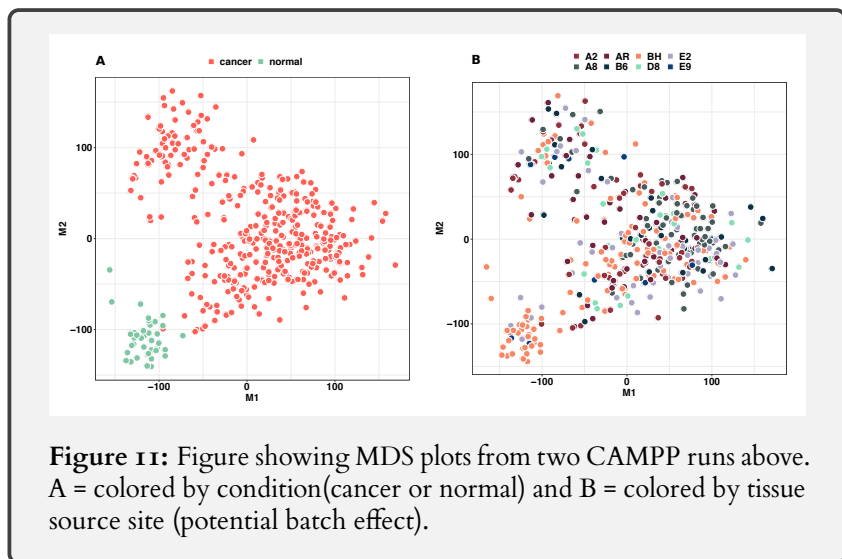 A
cancer normal
100
0
−100
−100 0 100
M1
M2
B
A2 AR BH E2
A8 B6 D8 E9
100
0
−100
−100 0 100
M1
M2
Figure 11: Figure showing MDS plots from two CAMPP runs above.
A = colored by condition(cancer or normal) and B = colored by tissue
source site (potential batch effect).